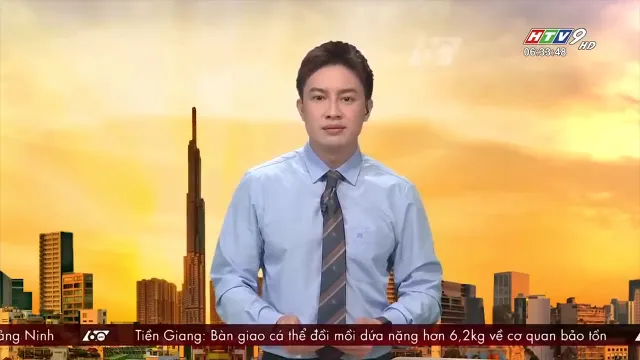 HTV9 HD
06:33:48
ảng Ninh
60 Tiền Giang: Bàn giao cá thể đồi mồi dứa nặng hơn 6,2kg về cơ quan bảo tồn